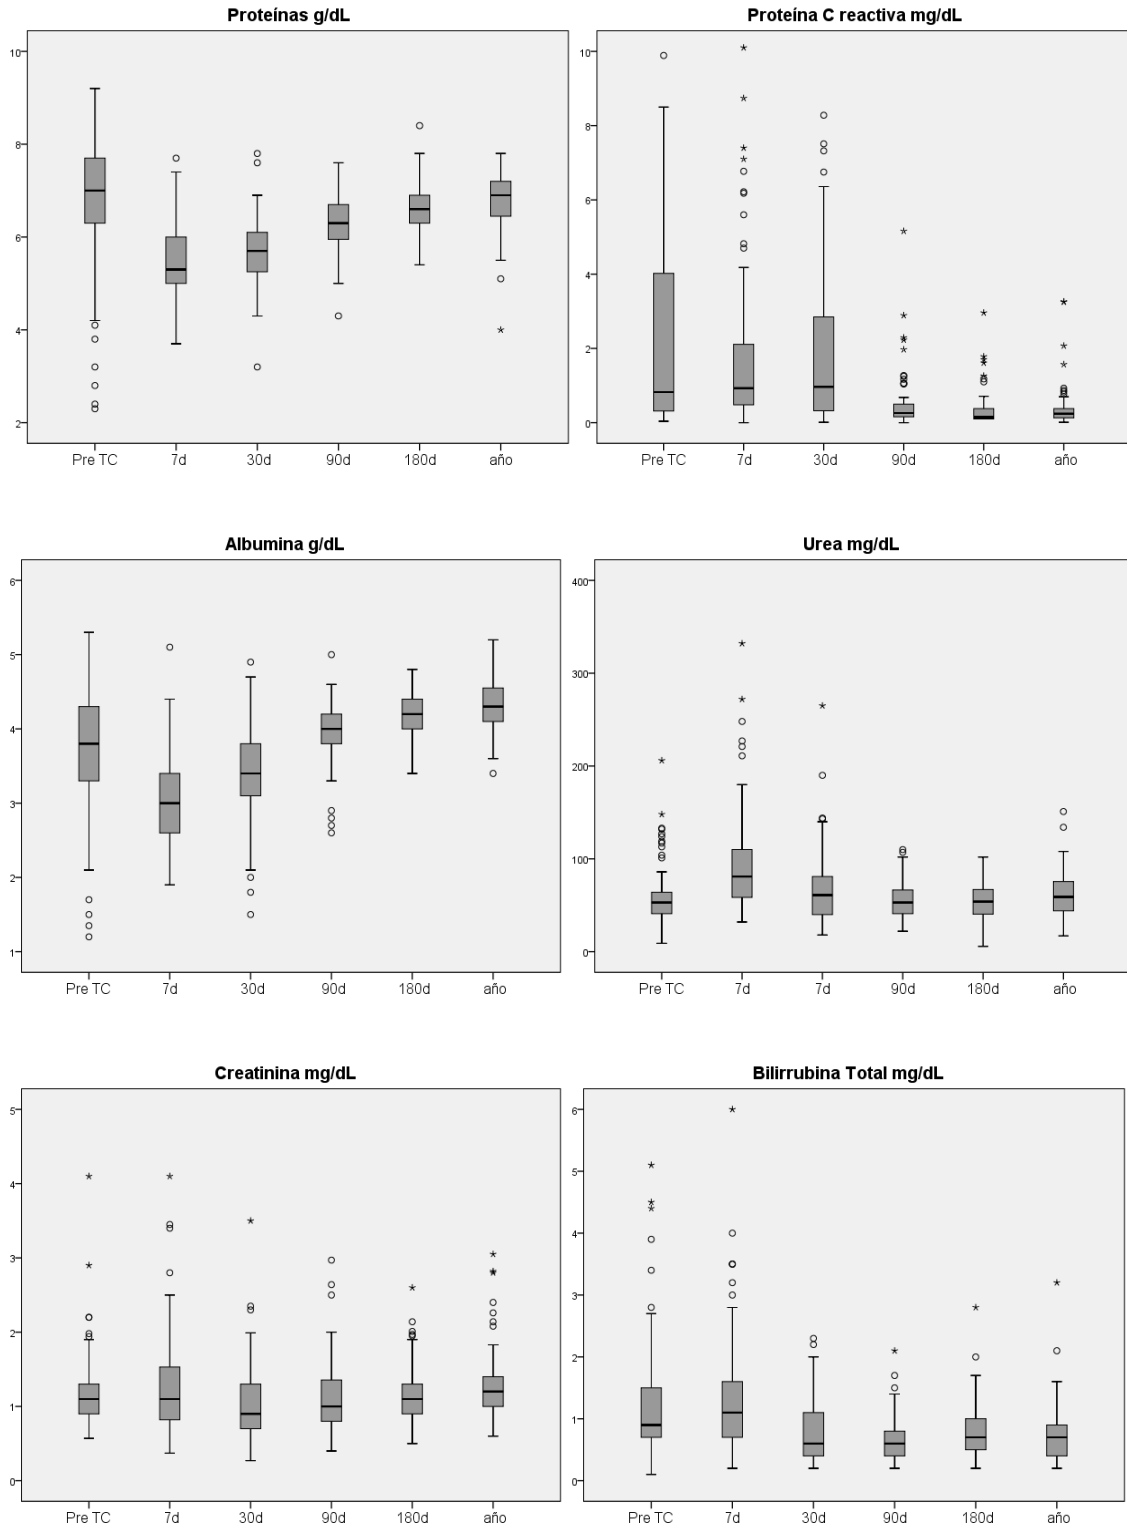 Proteínas g/dL
10
8
6
4
2
Pre TC 7d 30d 90d 180d año
Proteína C reactiva mg/dL
10
8
6
4
2
0
Pre TC 7d 30d 90d 180d año
Albumina g/dL
6
5
4
3
2
1
Pre TC 7d 30d 90d 180d año
Urea mg/dL
400
300
200
100
0
Pre TC 7d 7d 90d 180d año
Creatinina mg/dL
5
4
3
2
1
0
Pre TC 7d 30d 90d 180d año
Bilirrubina Total mg/dL
6
5
4
3
2
1
0
Pre TC 7d 30d 90d 180d año